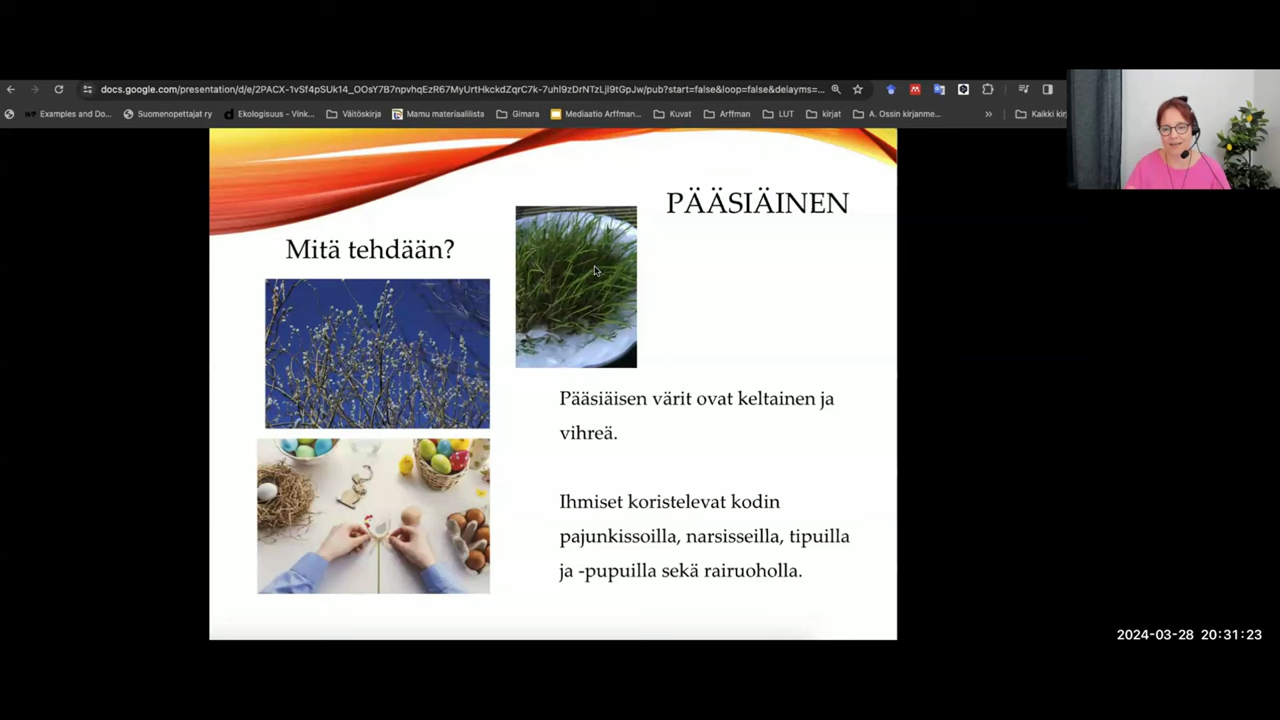 docs.google.com/presentation/d/e/2PACX-1vSf4pSUk14_OOsY7B7npvhqEzR67MyUrtHkckdZqrC7k-7uhl9zDrNTzLjl9tGpJw/pub?start=false&loop=false&delayms=...
Examples and Do... Suomenopettajat ry Ekologisuus - Vink... Väitöskirja Mamu materiaalilista Gimara Mediaatio Arffman... Kuvat Arffman LUT kirjat A. Ossin kirjanme... » Kaikki kirj
PÄÄSIÄINEN
Mitä tehdään?
Pääsiäisen värit ovat keltainen ja
vihreä.
Ihmiset koristelevat kodin
pajunkissoilla, narsisseilla, tipuilla
ja -pupuilla sekä rairuoholla.
2024-03-28 20:31:23